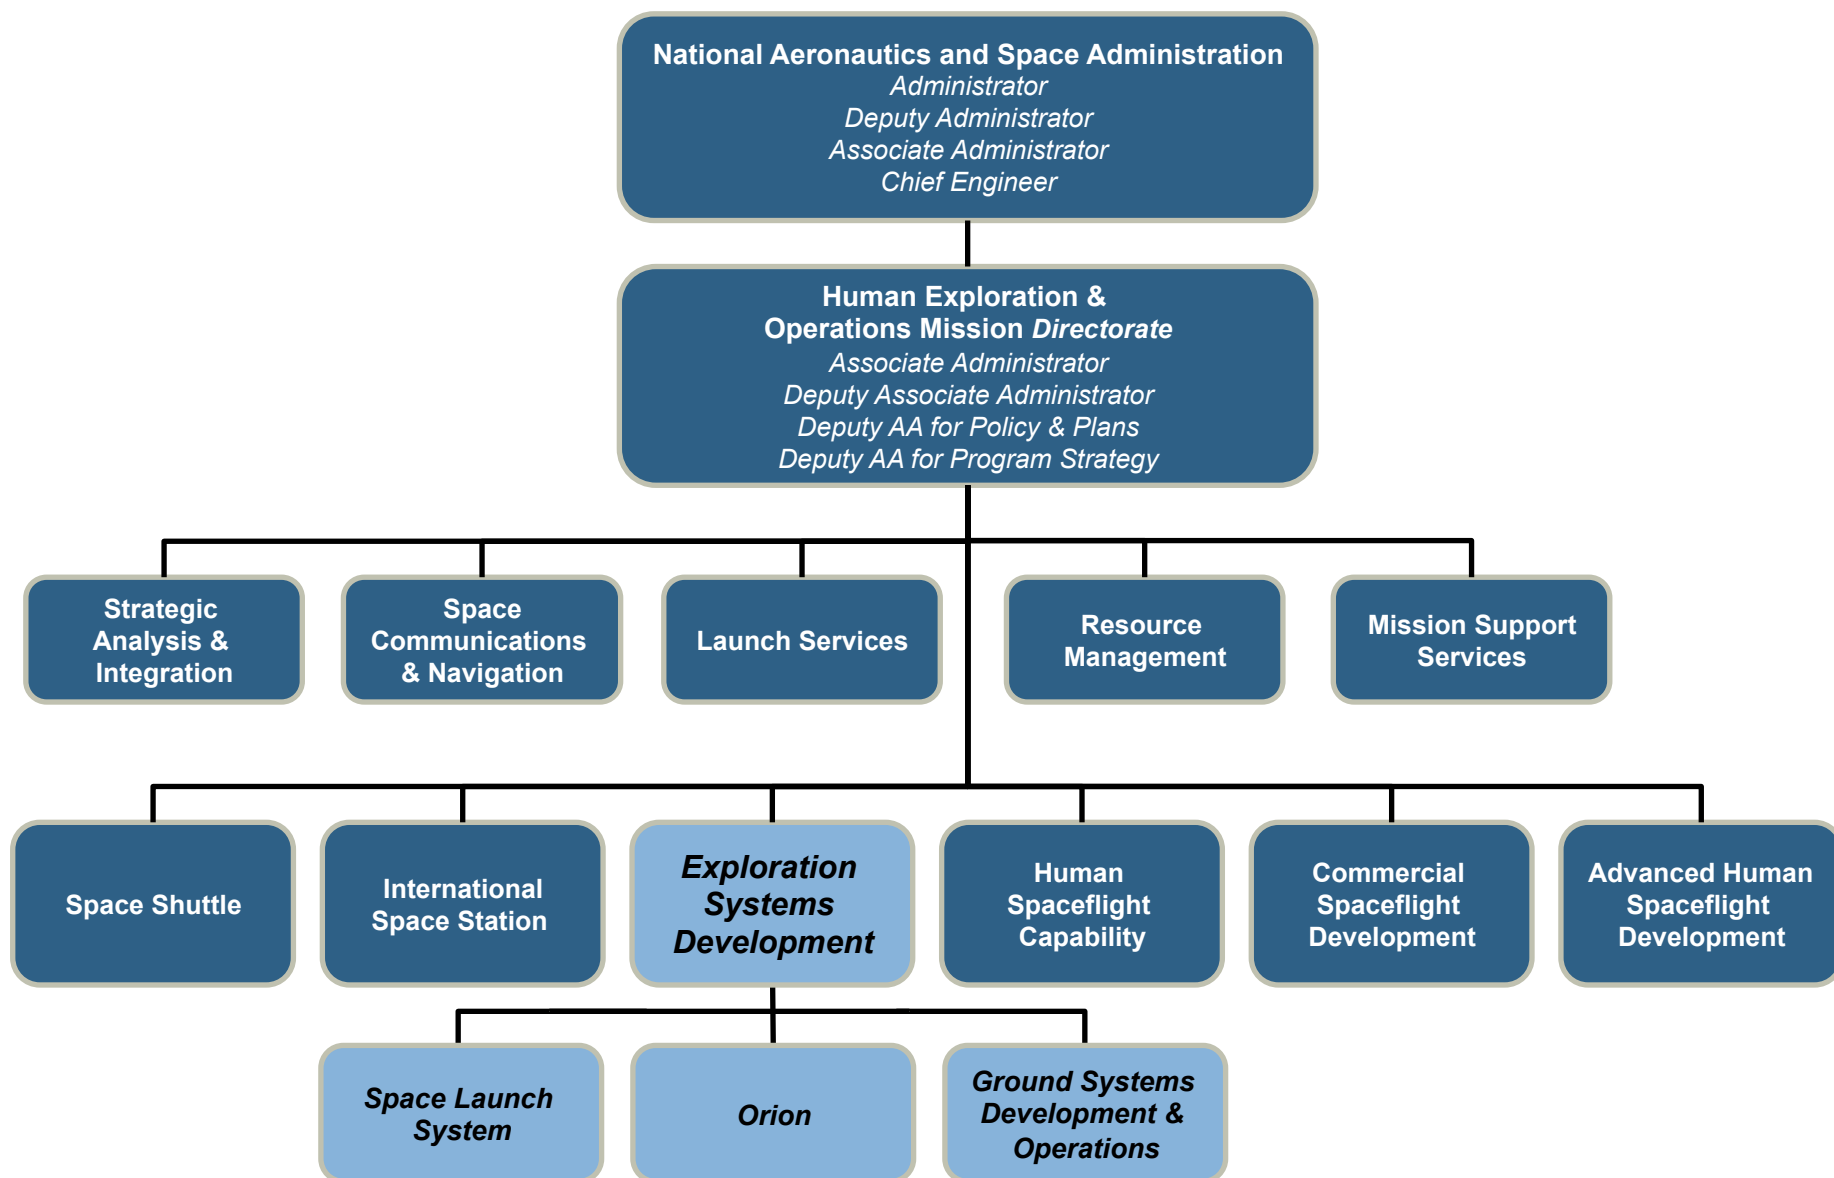 National Aeronautics and Space Administration
Administrator
Deputy Administrator
Associate Administrator
Chief Engineer
Human Exploration &
Operations Mission Directorate
Associate Administrator
Deputy Associate Administrator
Deputy AA for Policy & Plans
Deputy AA for Program Strategy
Strategic
Analysis &
Integration
Space
Communications
& Navigation
Launch Services
Resource
Management
Mission Support
Services
Space Shuttle
International
Space Station
Exploration
Systems
Development
Human
Spaceflight
Capability
Commercial
Spaceflight
Development
Advanced Human
Spaceflight
Development
Space Launch
System
Orion
Ground Systems
Development &
Operations